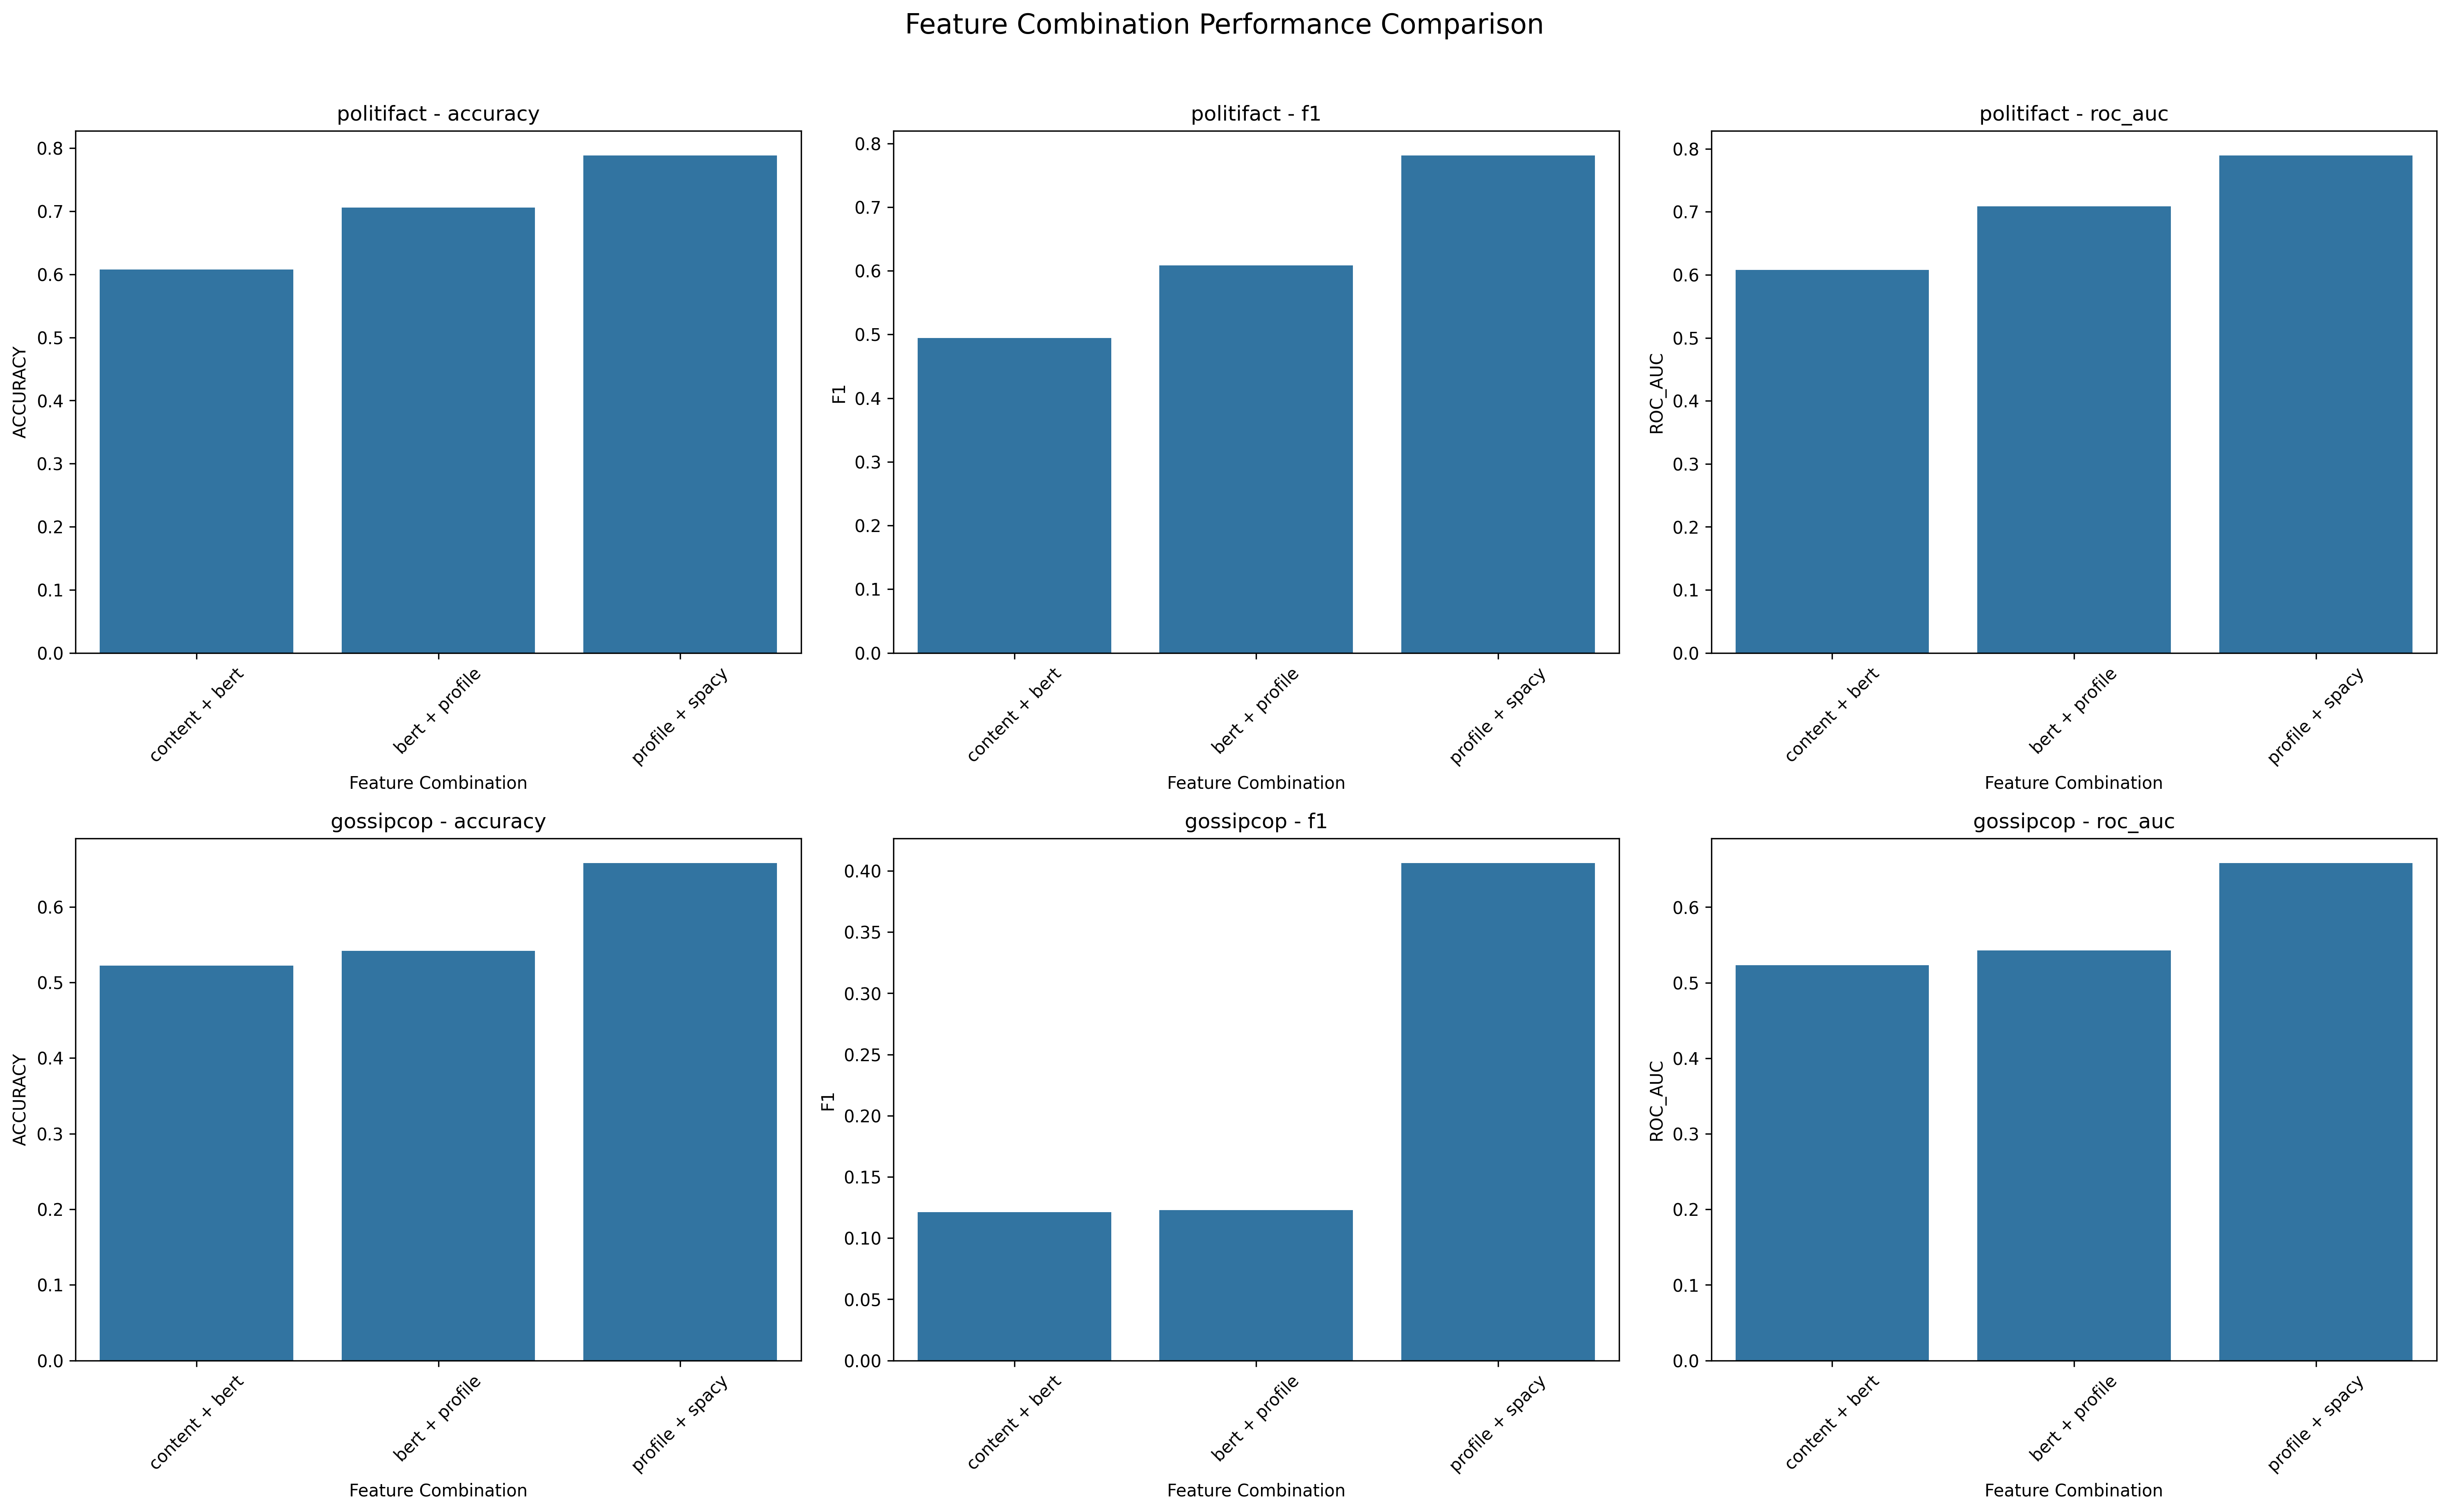 Feature Combination Performance Comparison
politifact - accuracy
ACCURACY
0.8
0.7
0.6
0.5
0.4
0.3
0.2
0.1
0.0
content + bert
bert + profile
profile + spacy
Feature Combination
politifact - f1
F1
0.8
0.7
0.6
0.5
0.4
0.3
0.2
0.1
0.0
content + bert
bert + profile
profile + spacy
Feature Combination
politifact - roc_auc
ROC_AUC
0.8
0.7
0.6
0.5
0.4
0.3
0.2
0.1
0.0
content + bert
bert + profile
profile + spacy
Feature Combination
gossipcop - accuracy
ACCURACY
0.6
0.5
0.4
0.3
0.2
0.1
0.0
content + bert
bert + profile
profile + spacy
Feature Combination
gossipcop - f1
F1
0.40
0.35
0.30
0.25
0.20
0.15
0.10
0.05
0.00
content + bert
bert + profile
profile + spacy
Feature Combination
gossipcop - roc_auc
ROC_AUC
0.6
0.5
0.4
0.3
0.2
0.1
0.0
content + bert
bert + profile
profile + spacy
Feature Combination